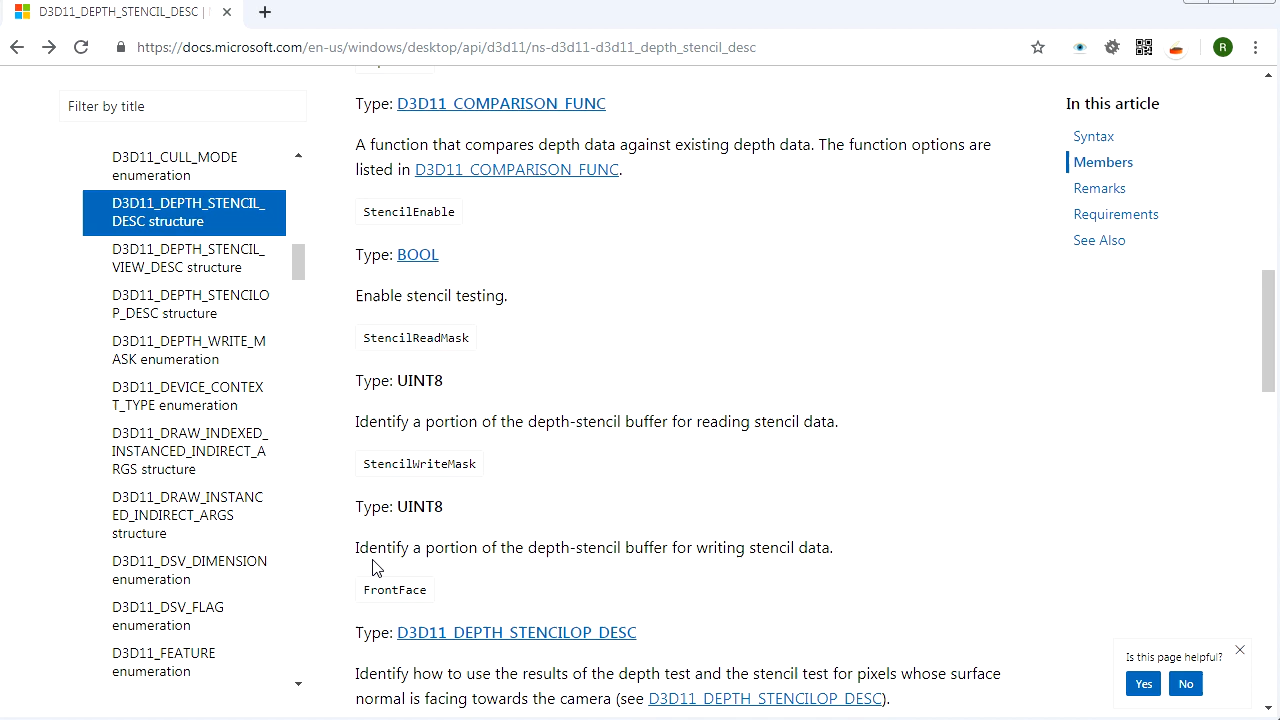 D3D11_DEPTH_STENCIL_DESC |
https://docs.microsoft.com/en-us/windows/desktop/api/d3d11/ns-d3d11-d3d11_depth_stencil_desc
R
Filter by title
D3D11_CULL_MODE
enumeration
D3D11_DEPTH_STENCIL_
DESC structure
D3D11_DEPTH_STENCIL_
VIEW_DESC structure
D3D11_DEPTH_STENCILO
P_DESC structure
D3D11_DEPTH_WRITE_M
ASK enumeration
D3D11_DEVICE_CONTEX
T_TYPE enumeration
D3D11_DRAW_INDEXED_
INSTANCED_INDIRECT_A
RGS structure
D3D11_DRAW_INSTANC
ED_INDIRECT_ARGS
structure
D3D11_DSV_DIMENSION
enumeration
D3D11_DSV_FLAG
enumeration
D3D11_FEATURE
enumeration
Type: D3D11_COMPARISON_FUNC
A function that compares depth data against existing depth data. The function options are
listed in D3D11_COMPARISON_FUNC.
StencilEnable
Type: BOOL
Enable stencil testing.
StencilReadMask
Type: UINT8
Identify a portion of the depth-stencil buffer for reading stencil data.
StencilWriteMask
Type: UINT8
Identify a portion of the depth-stencil buffer for writing stencil data.
FrontFace
Type: D3D11_DEPTH_STENCILOP_DESC
Identify how to use the results of the depth test and the stencil test for pixels whose surface
normal is facing towards the camera (see D3D11_DEPTH_STENCILOP_DESC).
In this article
Syntax
Members
Remarks
Requirements
See Also
Is this page helpful?
Yes No